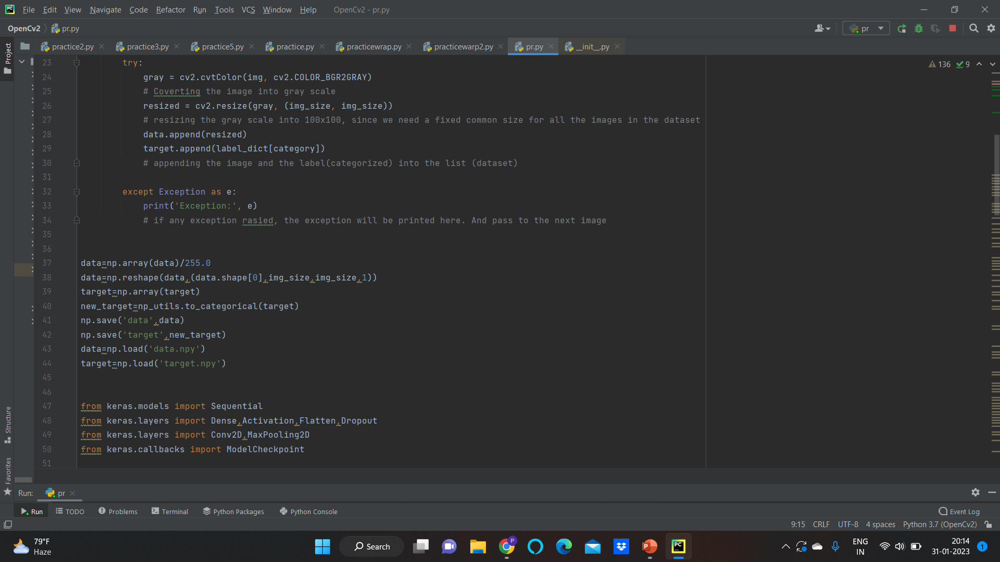 File Edit View Navigate Code Refactor Run Tools VCS Window Help OpenCv2 - pr.py
OpenCv2 pr.py pr
practice2.py practice3.py practice5.py practice.py practicewrap.py practicewarp2.py pr.py __init__.py
Project
136 9
23 try:
24 gray = cv2.cvtColor(img, cv2.COLOR_BGR2GRAY)
25 # Coverting the image into gray scale
26 resized = cv2.resize(gray, (img_size, img_size))
27 # resizing the gray scale into 100x100, since we need a fixed common size for all the images in the dataset
28 data.append(resized)
29 target.append(label_dict[category])
30 # appending the image and the label(categorized) into the list (dataset)
31
32 except Exception as e:
33 print('Exception:', e)
34 # if any exception rasied, the exception will be printed here. And pass to the next image
35
36
37 data=np.array(data)/255.0
38 data=np.reshape(data,(data.shape[0],img_size,img_size,1))
39 target=np.array(target)
40 new_target=np_utils.to_categorical(target)
41 np.save('data',data)
42 np.save('target',new_target)
43 data=np.load('data.npy')
44 target=np.load('target.npy')
45
46
47 from keras.models import Sequential
48 from keras.layers import Dense,Activation,Flatten,Dropout
49 from keras.layers import Conv2D,MaxPooling2D
50 from keras.callbacks import ModelCheckpoint
51
Structure
Favorites
Run: pr
Run TODO Problems Terminal Python Packages Python Console Event Log
9:15 CRLF UTF-8 4 spaces Python 3.7 (OpenCv2)
79°F
Haze
Search
ENG
IN
20:14
31-01-2023
1